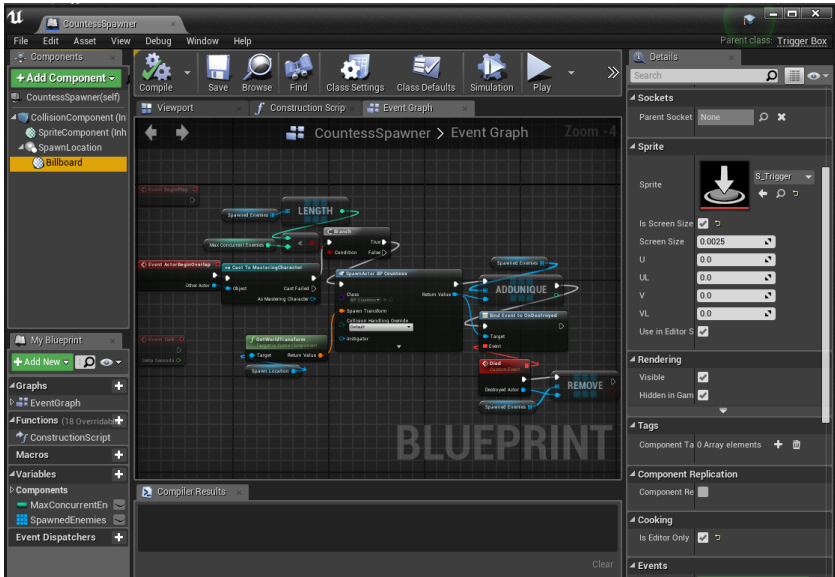 CountessSpawner
File Edit Asset View Debug Window Help
Parent class: Trigger Box
Components
+Add Component
CountessSpawner(self)
CollisionComponent (In
SpriteComponent (Inh
SpawnLocation
Billboard
My Blueprint
+Add New
Graphs
EventGraph
Functions (18 Overridabl
ConstructionScript
Macros
Variables
Components
MaxConcurrentEn
SpawnedEnemies
Event Dispatchers
Compile
Save
Browse
Find
Class Settings
Class Defaults
Simulation
Play
Viewport
Construction Scrip
Event Graph
CountessSpawner > Event Graph
Zoom -4
Event BeginPlay
Spawned Enemies
LENGTH
Max Concurrent Enemies
<
Branch
True
Condition False
Event ActorBeginOverlap
Other Actor
Cast To MasteringCharacter
Object Cast Failed
As Mastering Character
SpawnActor BP Countess
Class Return Value
BP Countess
Spawn Transform
Collision Handling Override
Default
Instigator
Spawned Enemies
ADDUNIQUE
Bind Event to OnDestroyed
Target
Event
Event Tick
Delta Seconds
GetWorldTransform
Target is Scene Component
Target Return Value
Spawn Location
Died
Custom Event
Destroyed Actor
REMOVE
Spawned Enemies
BLUEPRINT
Compiler Results
Clear
Details
Search
Sockets
Parent Socket None
Sprite
Sprite S_Trigger
Is Screen Size
Screen Size 0.0025
U 0.0
UL 0.0
V 0.0
VL 0.0
Use in Editor S
Rendering
Visible
Hidden in Gam
Tags
Component Ta 0 Array elements
Component Replication
Component Re
Cooking
Is Editor Only
Events